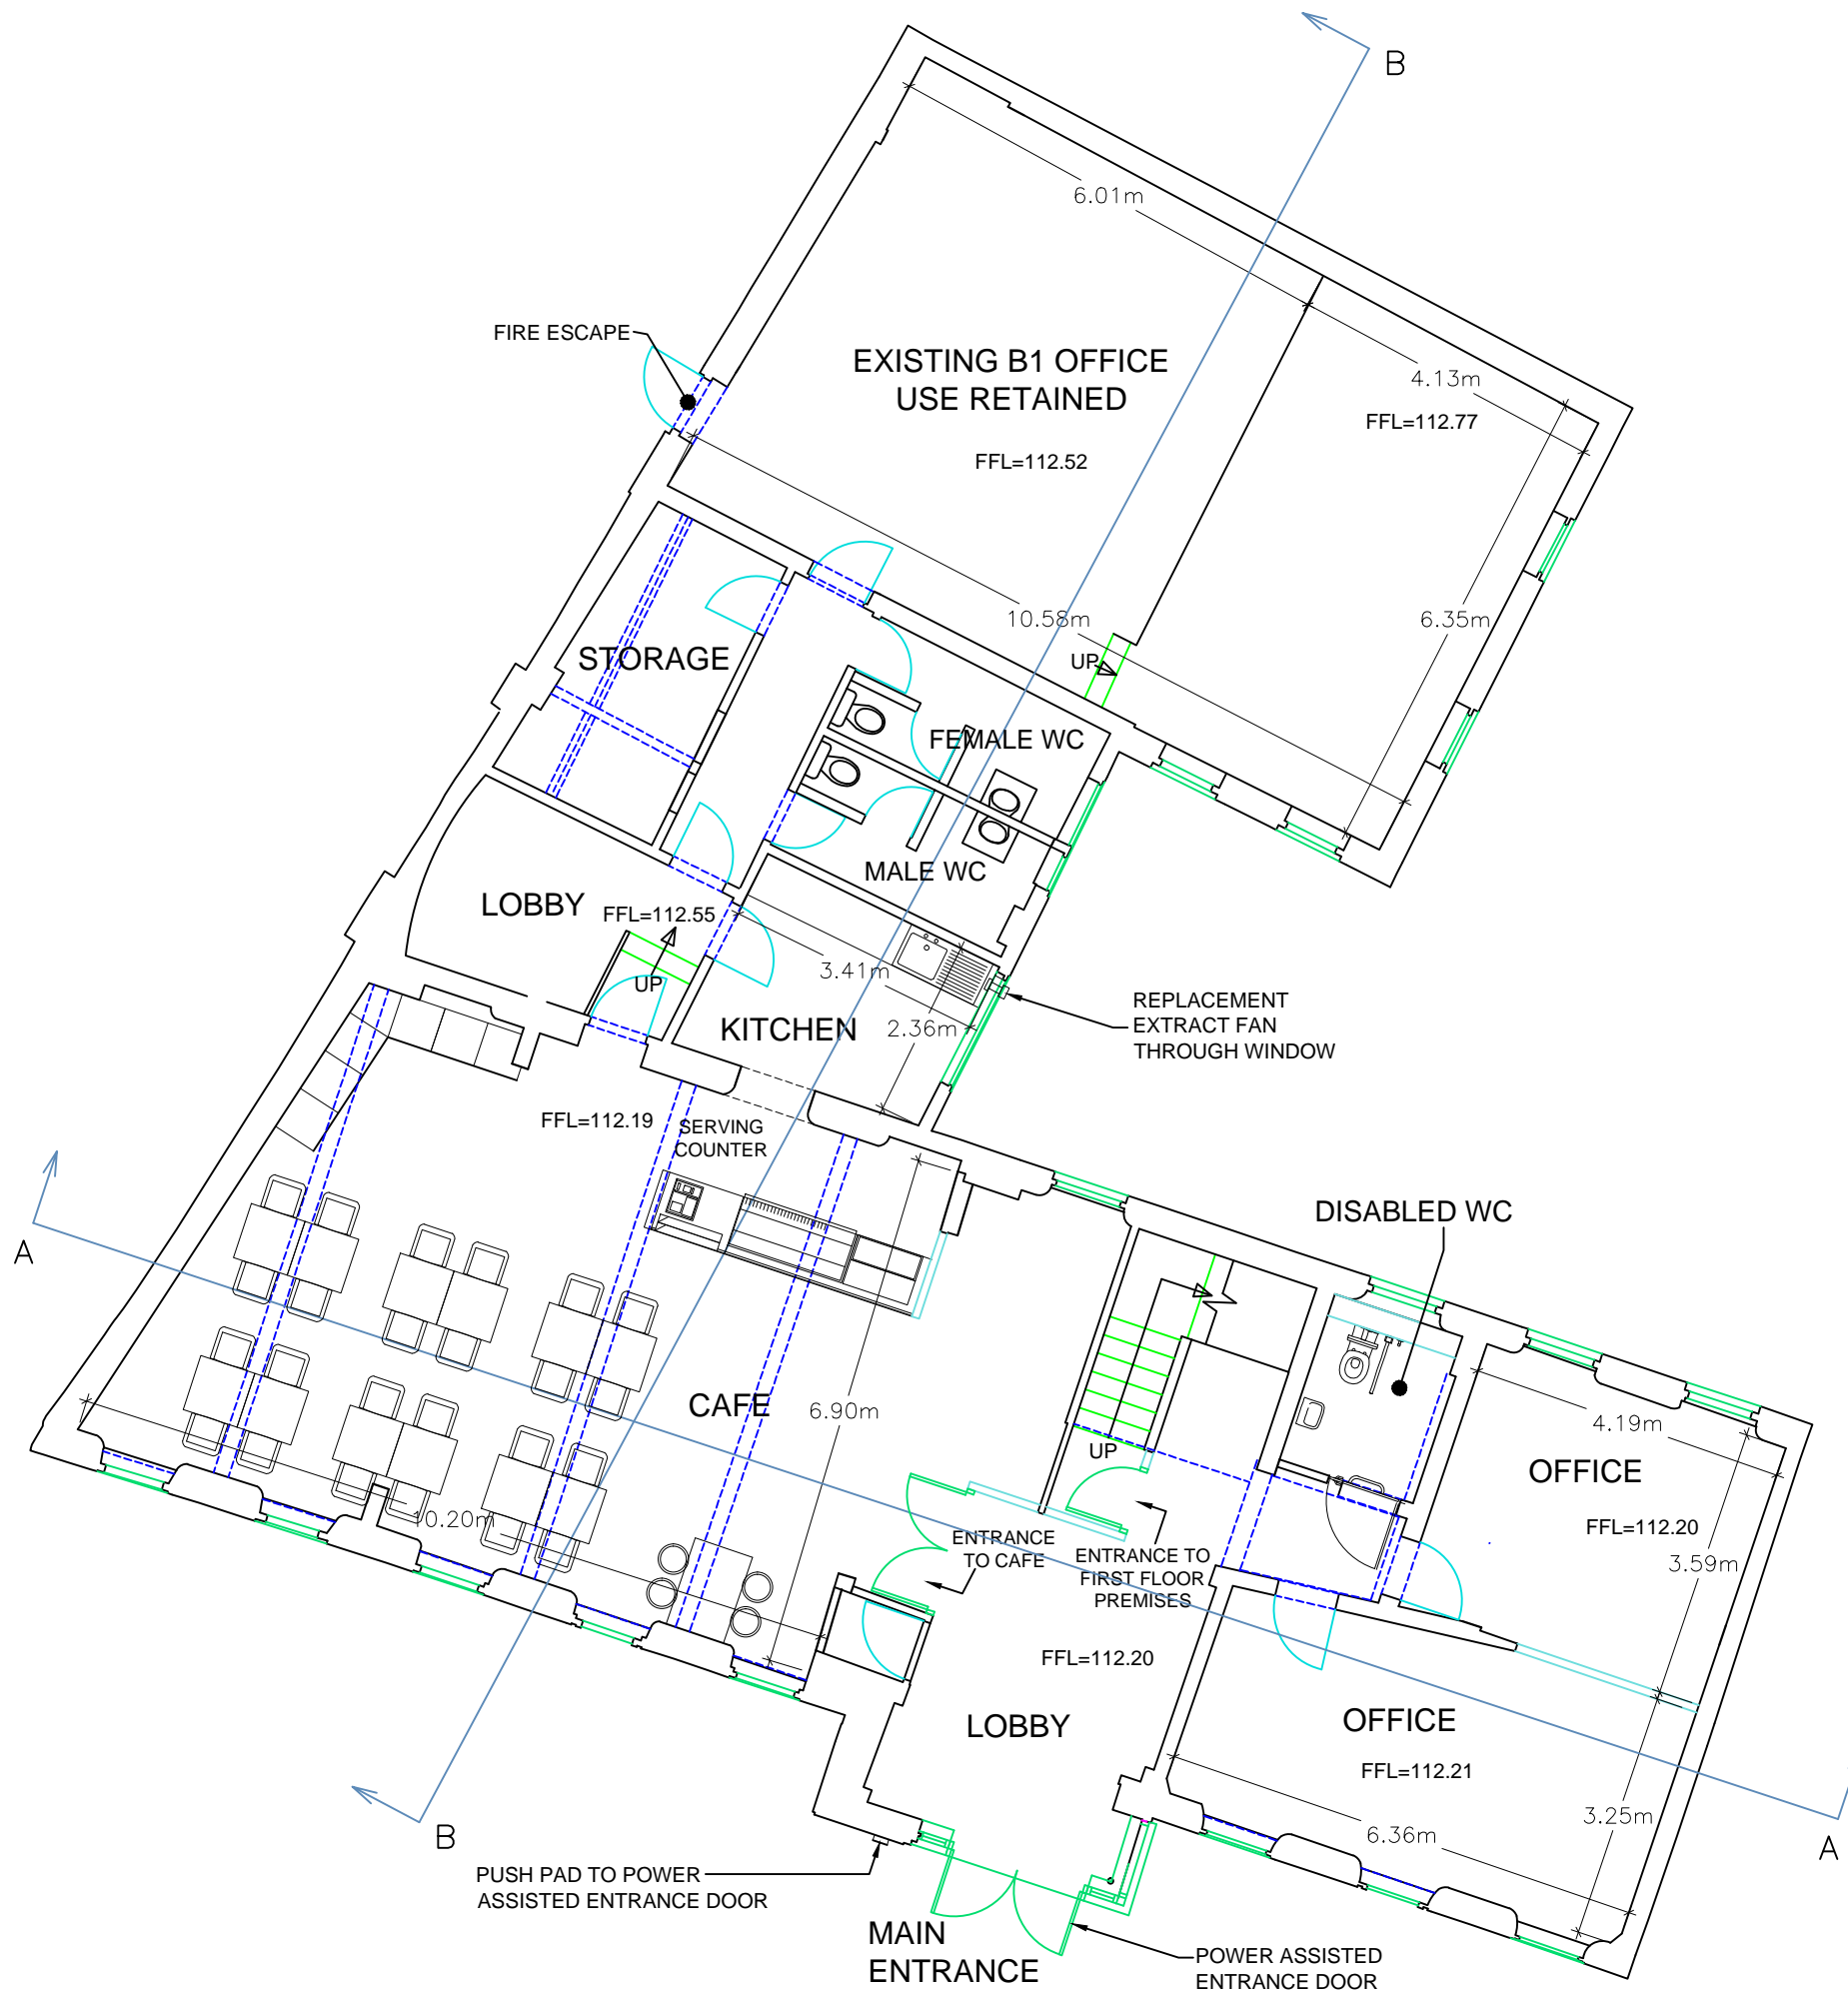 B
6.01m
FIRE ESCAPE
EXISTING B1 OFFICE
USE RETAINED
4.13m
FFL=112.77
FFL=112.52
10.58m
6.35m
UP
STORAGE
FEMALE WC
MALE WC
LOBBY
FFL=112.55
UP
3.41m
KITCHEN
2.36m
REPLACEMENT
EXTRACT FAN
THROUGH WINDOW
FFL=112.19
SERVING
COUNTER
DISABLED WC
A
CAFE
6.90m
4.19m
UP
OFFICE
10.20m
FFL=112.20
3.59m
ENTRANCE
TO CAFE
ENTRANCE TO
FIRST FLOOR
PREMISES
FFL=112.20
LOBBY
OFFICE
FFL=112.21
3.25m
6.36m
B
A
PUSH PAD TO POWER
ASSISTED ENTRANCE DOOR
MAIN
ENTRANCE
POWER ASSISTED
ENTRANCE DOOR